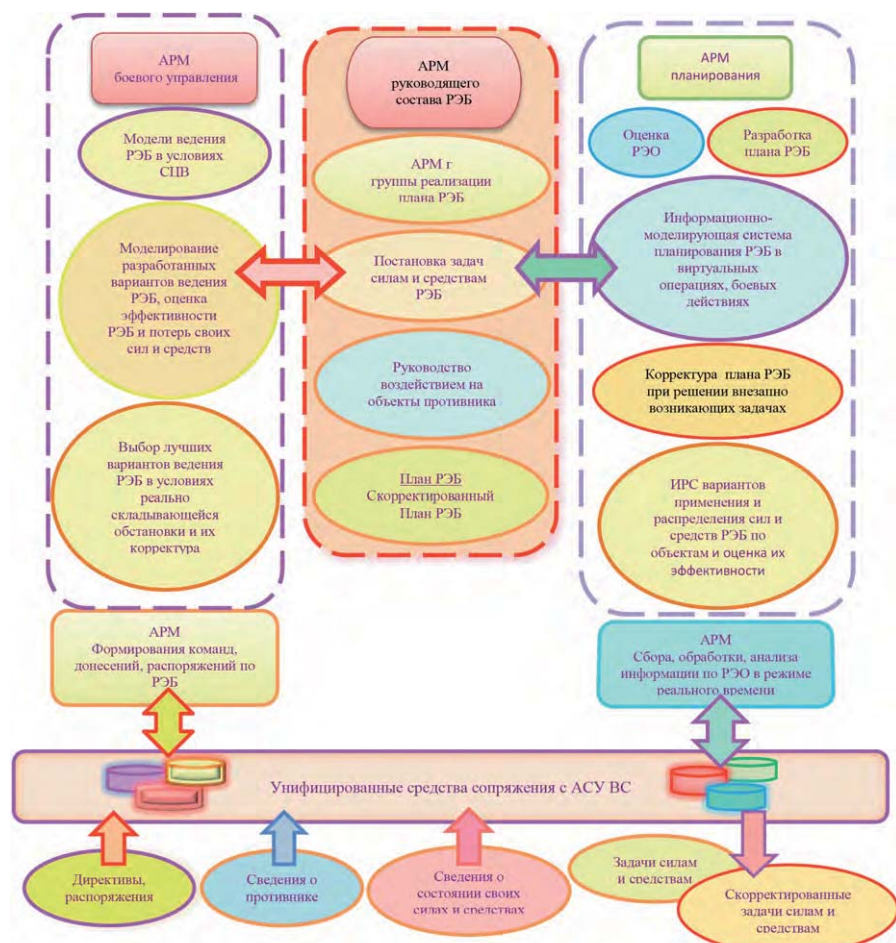 АРМ
боевого управления
Модели ведения
РЭБ в условиях
СЦВ
Моделирование
разработанных
вариантов ведения
РЭБ, оценка
эффективности
РЭБ и потерь своих
сил и средств
Выбор лучших
вариантов ведения
РЭБ в условиях
реально
складывающейся
обстановки и их
корректура
АРМ
руководящего
состава РЭБ
АРМ г
группы реализации
плана РЭБ
Постановка задач
силам и средствам
РЭБ
Руководство
воздействием на
объекты противника
План РЭБ
Скорректированный
План РЭБ
АРМ
планирования
Оценка
РЭО
Разработка
плана РЭБ
Информационно-
моделирующая система
планирования РЭБ в
виртуальных
операциях, боевых
действиях
Корректура плана РЭБ
при решении внезапно
возникающих задачах
ИРС вариантов
применения и
распределения сил и
средств РЭБ по
объектам и оценка их
эффективности
АРМ
Формирования команд,
донесений, распоряжений по
РЭБ
АРМ
Сбора, обработки, анализа
информации по РЭО в режиме
реального времени
Унифицированные средства сопряжения с АСУ ВС
Директивы,
распоряжения
Сведения о
противнике
Сведения о
состоянии своих
силах и средствах
Задачи силам
и средствам
Скорректированные
задачи силам и
средствам